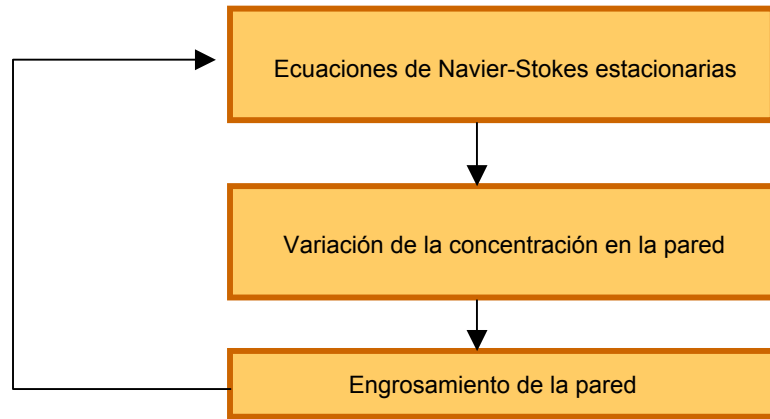 Ecuaciones de Navier-Stokes estacionarias
Variación de la concentración en la pared
Engrosamiento de la pared